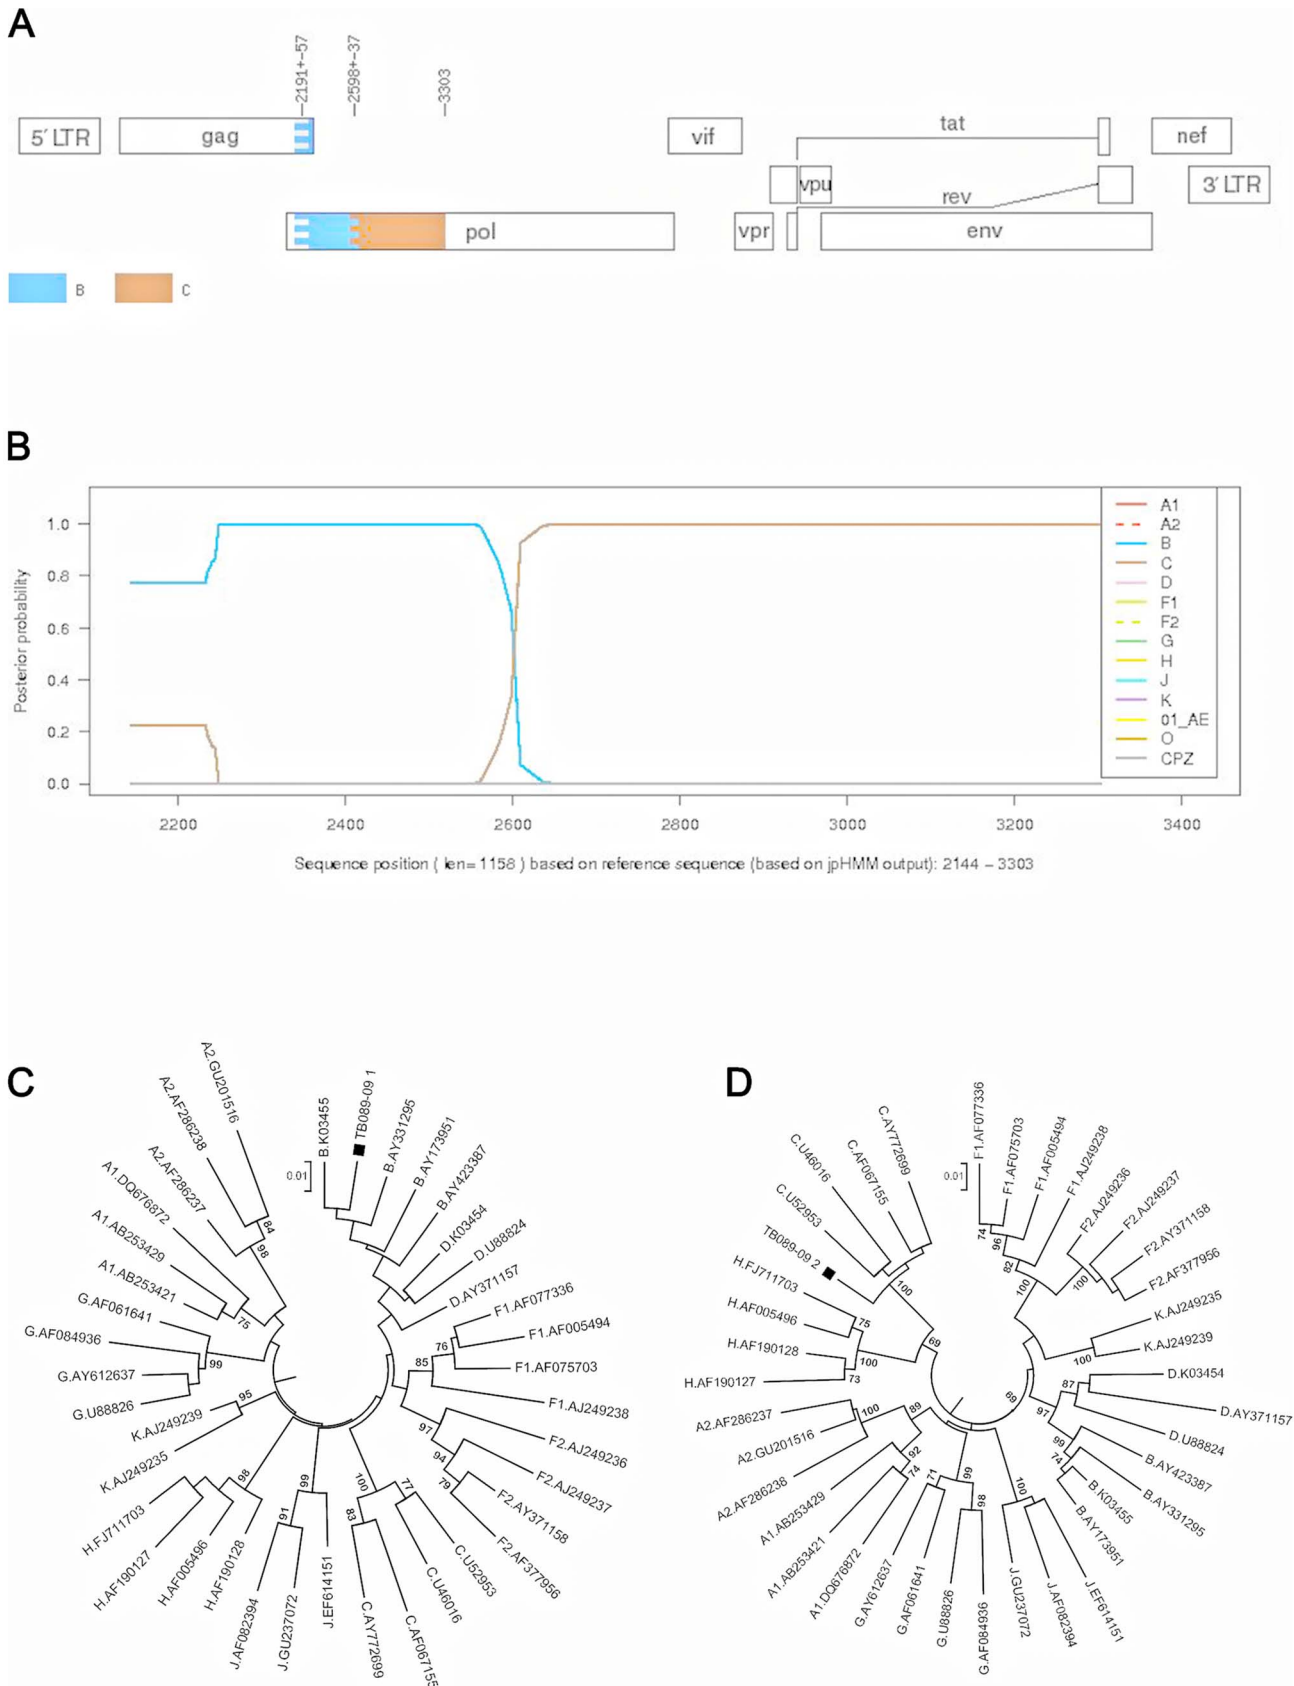 A
2191+-57
2598+-37
3303
5' LTR
gag
vif
tat
nef
vpu
rev
3' LTR
pol
vpr
env
B
C
B
Posterior probability
1.0
0.8
0.6
0.4
0.2
0.0
2200 2400 2600 2800 3000 3200 3400
A1
A2
B
C
D
F1
F2
G
H
J
K
01_AE
O
CPZ
Sequence position ( len= 1158 ) based on reference sequence (based on jpHMM output): 2144 - 3303
C
0.01
B.K03455
TB089-09 1
B.AY331295
B.AY173951
B.AY423387
D.K03454
D.U88824
D.AY371157
F1.AF077336
F1.AF005494
F1.AF075703
F1.AJ249238
F2.AJ249236
F2.AJ249237
F2.AY371158
F2.AF377956
C.U52953
C.U46016
C.AF067155
C.AY772699
J.EF614151
J.GU237072
J.AF082394
H.AF190128
H.AF005496
H.AF190127
H.FJ711703
K.AJ249235
K.AJ249239
G.U88826
G.AY612637
G.AF084936
G.AF061641
A1.AB253421
A1.AB253429
A1.DQ676872
A2.AF286237
A2.AF286238
A2.GU201516
76
85
97
94
79
77
100
83
99
91
98
95
99
75
98
84
D
0.01
F1.AF077336
F1.AF075703
F1.AF005494
F1.AJ249238
F2.AJ249236
F2.AJ249237
F2.AY371158
F2.AF377956
K.AJ249235
K.AJ249239
D.K03454
D.AY371157
D.U88824
B.AY423387
B.AY331295
B.K03455
B.AY173951
J.EF614151
J.AF082394
J.GU237072
G.AF084936
G.U88826
G.AF061641
G.AY612637
A1.DQ676872
A1.AB253421
A1.AB253429
A2.AF286238
A2.GU201516
A2.AF286237
H.AF190127
H.AF190128
H.AF005496
H.FJ711703
TB089-09 2
C.U52953
C.U46016
C.AF067155
C.AY772699
74
96
82
100
100
100
87
97
99
74
69
100
99
98
71
74
92
89
100
73
100
75
69
100